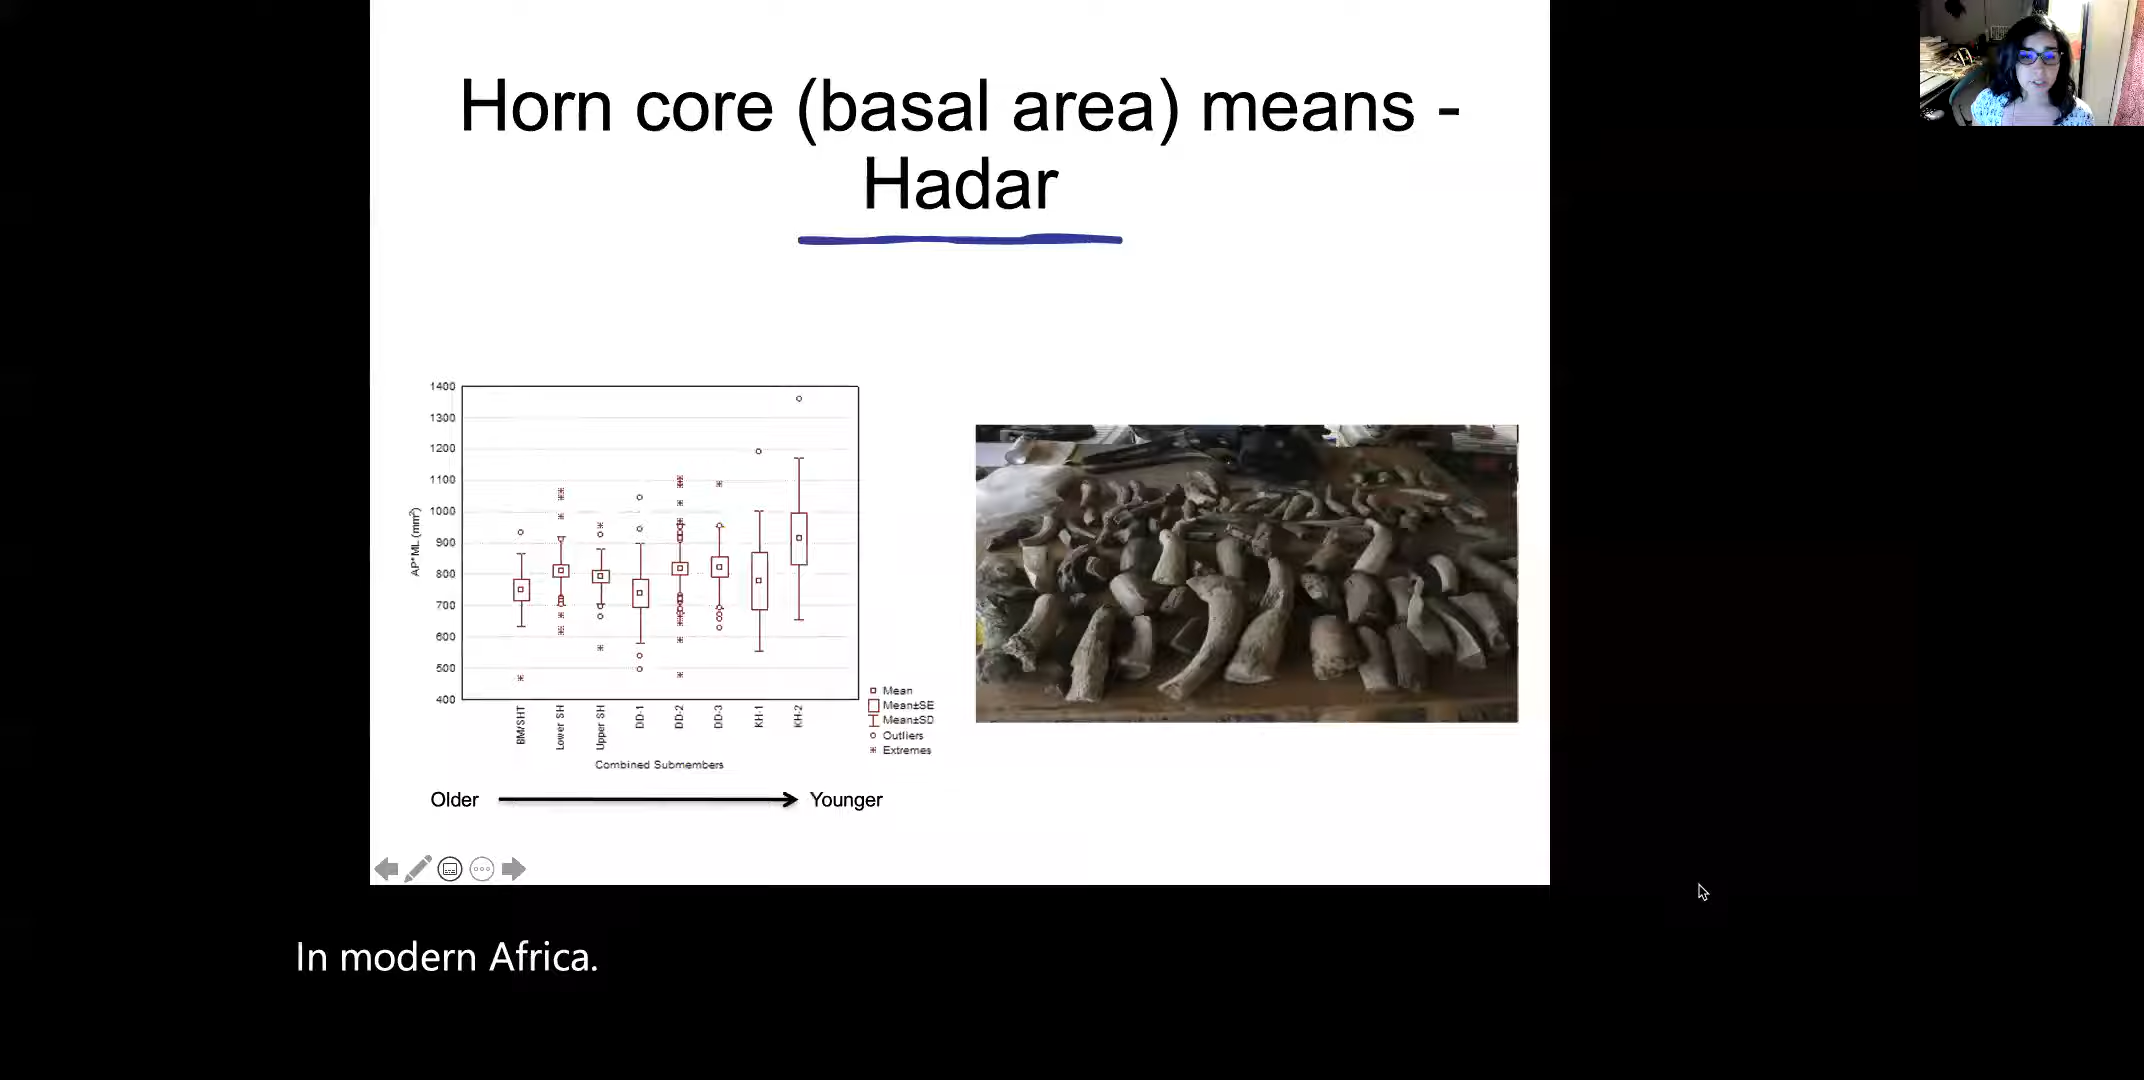 Horn core (basal area) means -
Hadar
1400
1300
1200
1100
1000
900
800
700
600
500
400
AP*ML (mm²)
BM/SHT
Lower SH
Upper SH
DD-1
DD-2
DD-3
KH-1
KH-2
Combined Submembers
Mean
Mean±SE
Mean±SD
Outliers
Extremes
Older
Younger
In modern Africa.